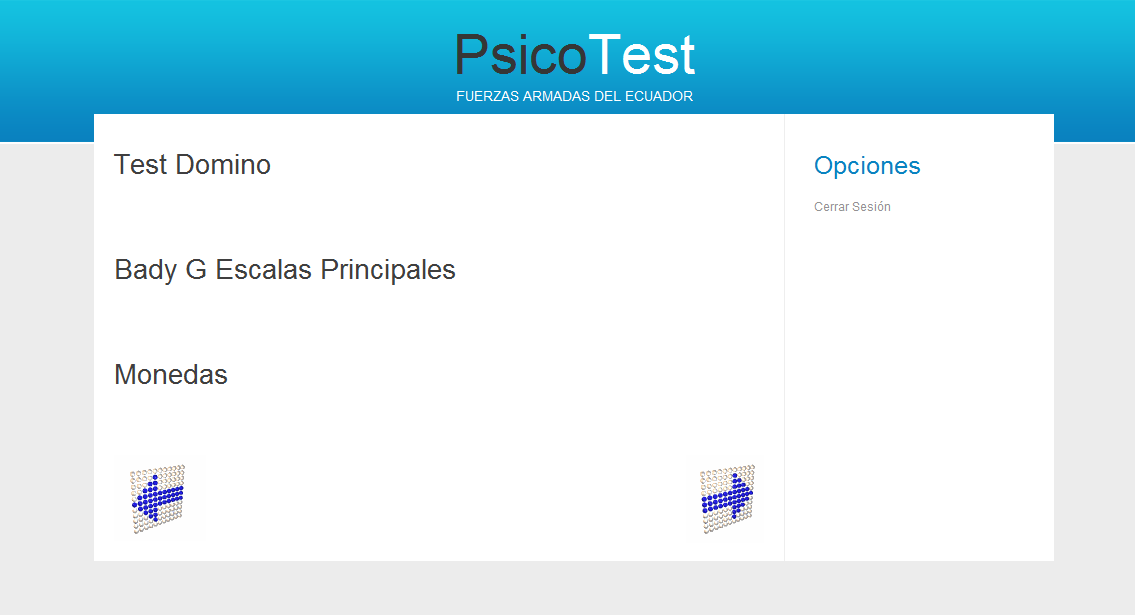 PsicoTest
FUERZAS ARMADAS DEL ECUADOR
Test Domino
Bady G Escalas Principales
Monedas
Opciones
Cerrar Sesión